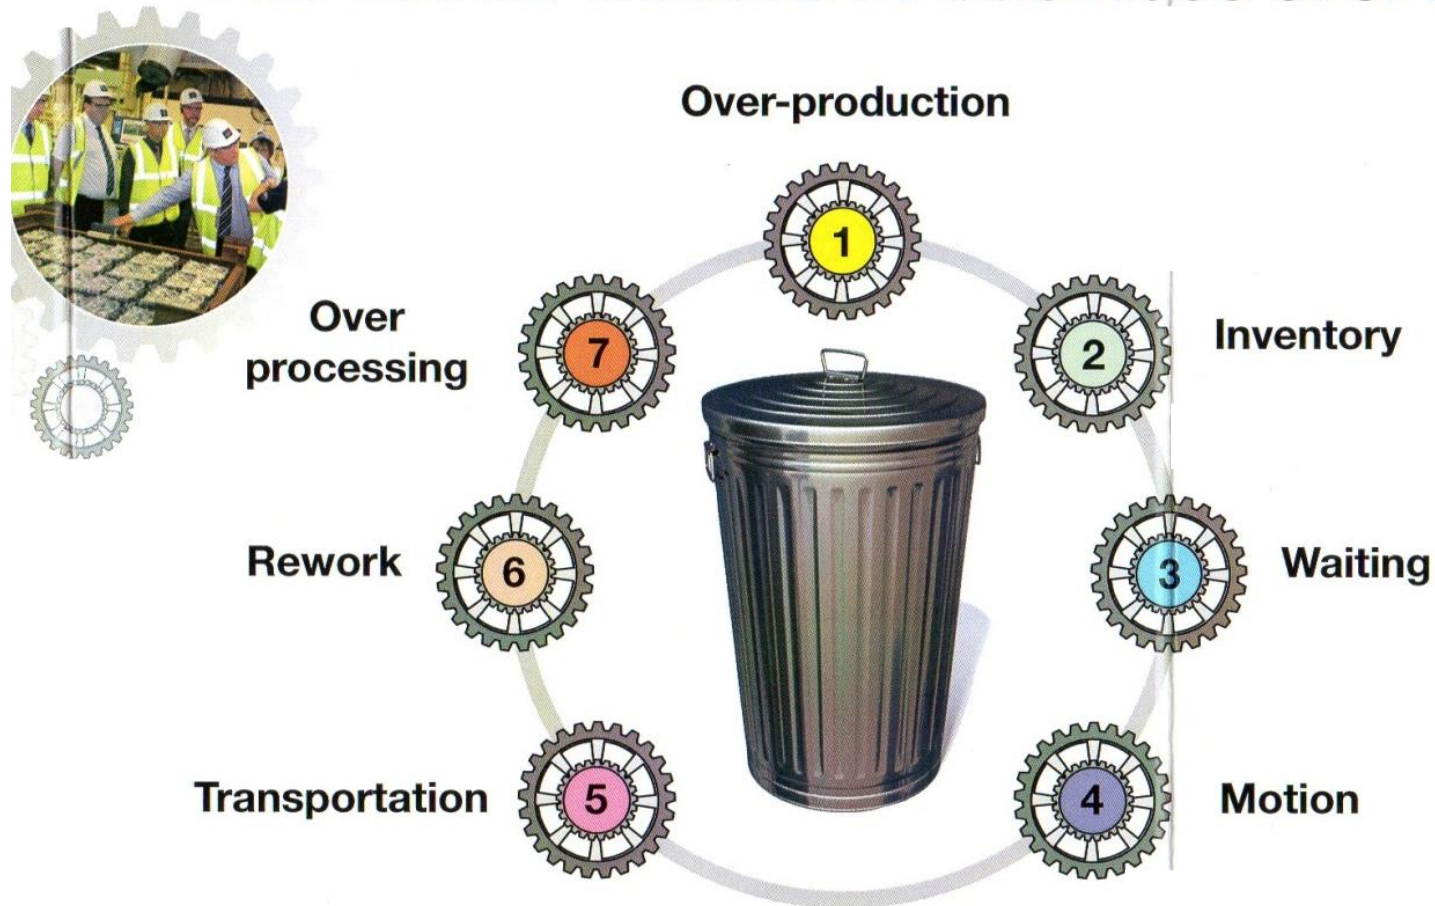 Over-production
1
2
Inventory
3
Waiting
4
Motion
5
Transportation
6
Rework
7
Over
processing